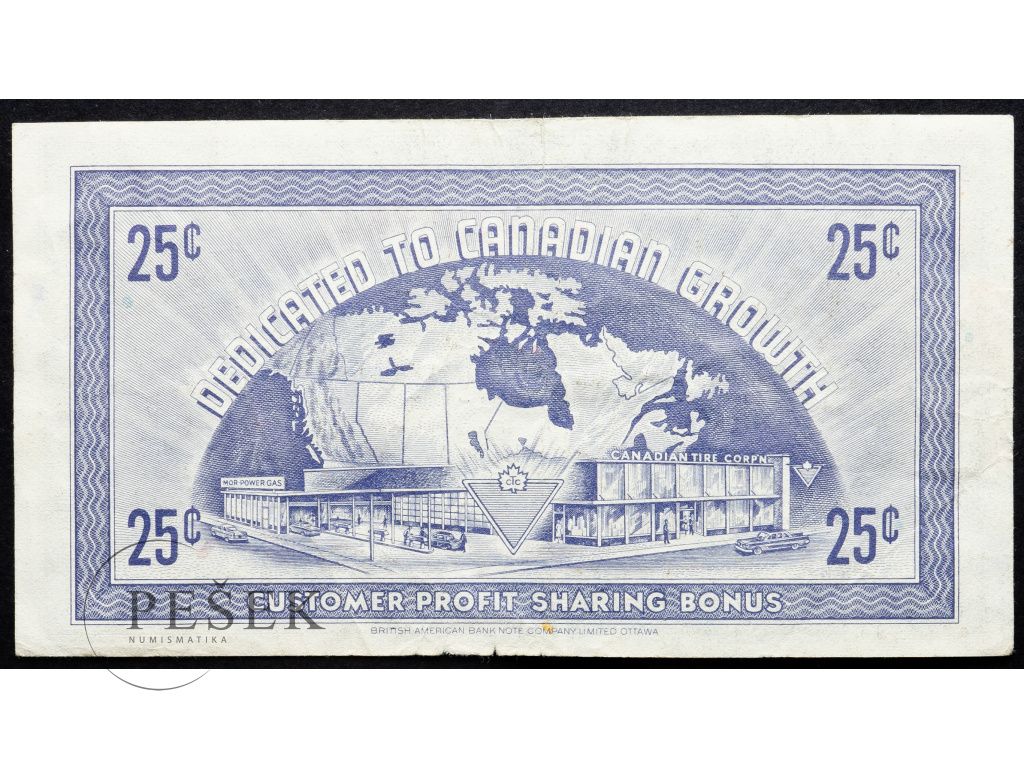 DEDICATED TO CANADIAN GROWTH
25¢
25¢
CANADIAN TIRE CORP'N
MOR-POWER GAS
CTC
25¢
25¢
CUSTOMER PROFIT SHARING BONUS
BRITISH AMERICAN BANK NOTE COMPANY LIMITED OTTAWA
PEŠEK
NUMISMATIKA